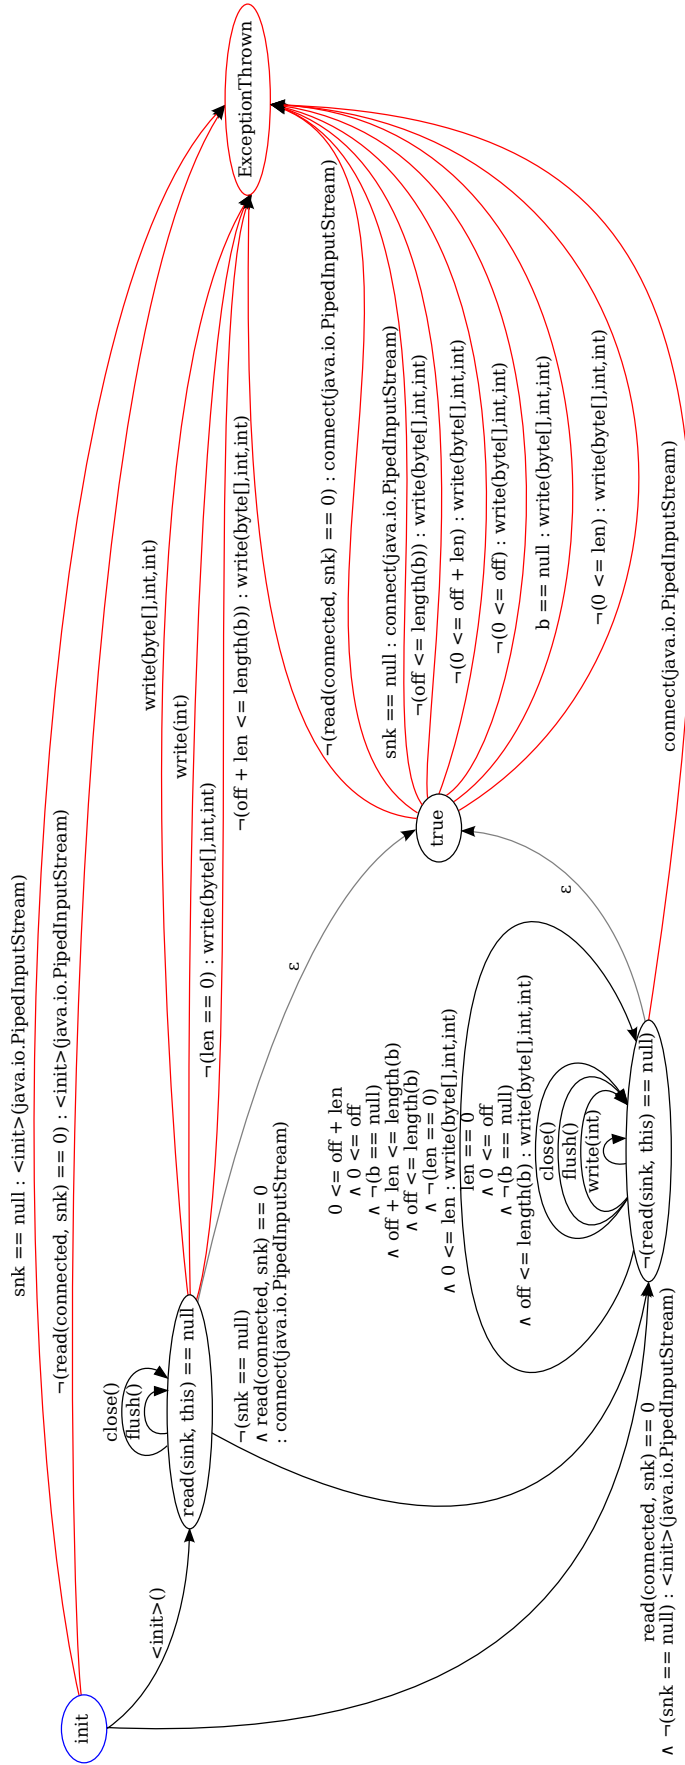 snk == null : <init>(java.io.PipedInputStream)
¬(read(connected, snk) == 0) : <init>(java.io.PipedInputStream)
init
<init>()
read(connected, snk) == 0
∧ ¬(snk == null) : <init>(java.io.PipedInputStream)
close()
flush()
read(sink, this) == null
write(byte[],int,int)
write(int)
¬(len == 0) : write(byte[],int,int)
¬(off + len <= length(b)) : write(byte[],int,int)
¬(snk == null)
∧ read(connected, snk) == 0
: connect(java.io.PipedInputStream)
ε
0 <= off + len
∧ 0 <= off
∧ ¬(b == null)
∧ off + len <= length(b)
∧ off <= length(b)
∧ ¬(len == 0)
∧ 0 <= len : write(byte[],int,int)
len == 0
∧ 0 <= off
∧ ¬(b == null)
∧ off <= length(b) : write(byte[],int,int)
close()
flush()
write(int)
¬(read(sink, this) == null)
ε
true
¬(read(connected, snk) == 0) : connect(java.io.PipedInputStream)
snk == null : connect(java.io.PipedInputStream)
¬(off <= length(b)) : write(byte[],int,int)
¬(0 <= off + len) : write(byte[],int,int)
¬(0 <= off) : write(byte[],int,int)
b == null : write(byte[],int,int)
¬(0 <= len) : write(byte[],int,int)
connect(java.io.PipedInputStream)
ExceptionThrown